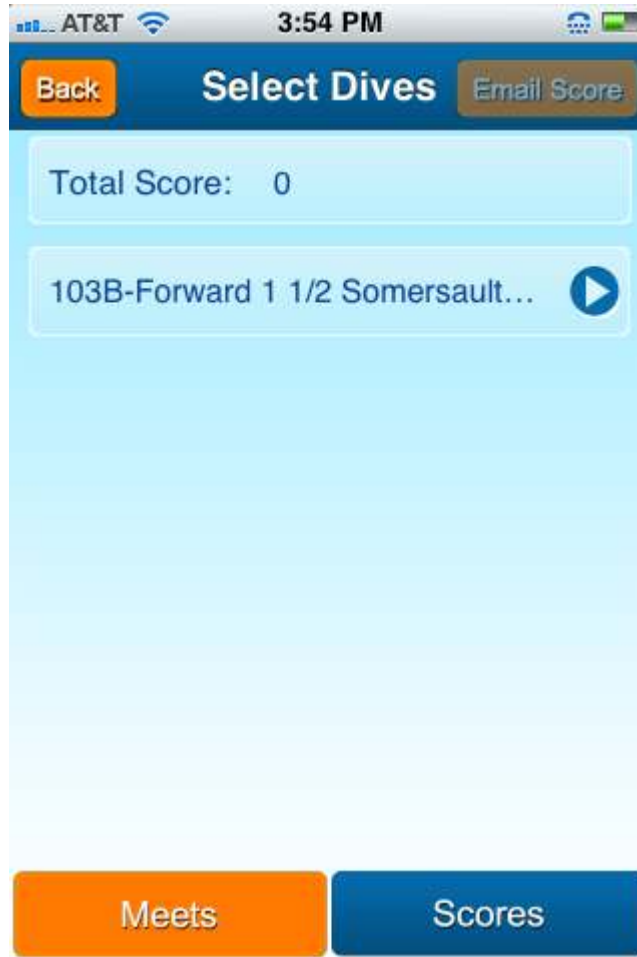 AT&T 3:54 PM
Back Select Dives Email Score
Total Score: 0
103B-Forward 1 1/2 Somersault...
Meets Scores